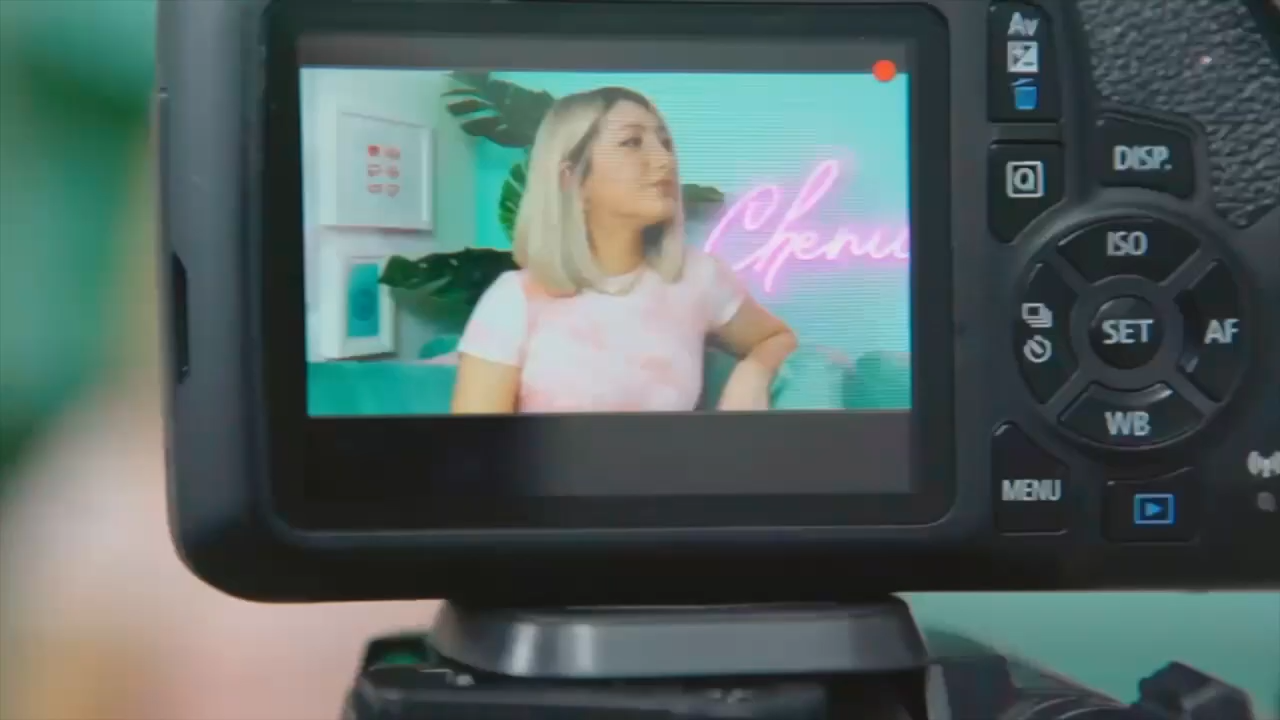 Av
Q
DISP.
ISO
SET
AF
WB
MENU